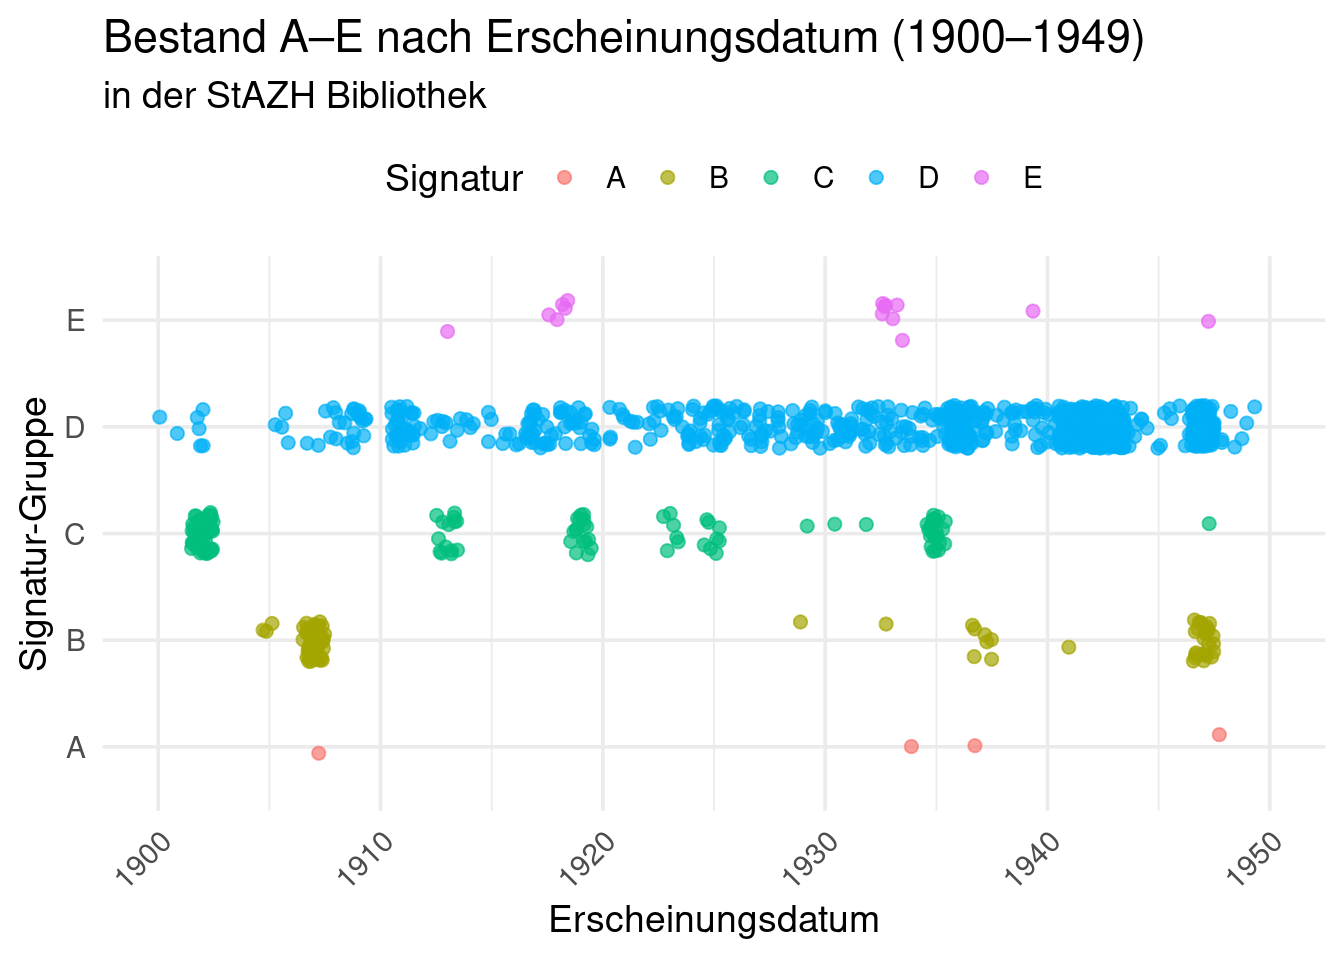 Bestand A–E nach Erscheinungsdatum (1900–1949)
in der StAZH Bibliothek
Signatur A B C D E
Signatur-Gruppe
E
D
C
B
A
1900 1910 1920 1930 1940 1950
Erscheinungsdatum